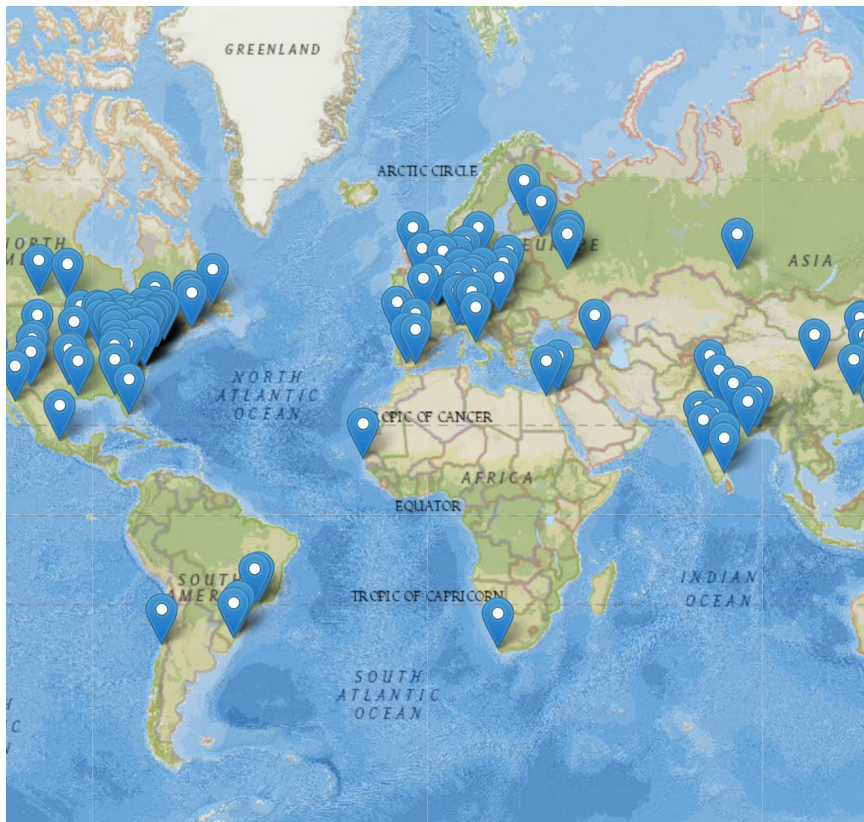 GREENLAND
ARCTIC CIRCLE
NORTH
EUROPE
ASIA
NORTH
ATLANTIC
OCEAN
TROPIC OF CANCER
AFRICA
EQUATOR
SOUTH
AMERICA
INDIAN
OCEAN
TROPIC OF CAPRICORN
SOUTH
ATLANTIC
OCEAN